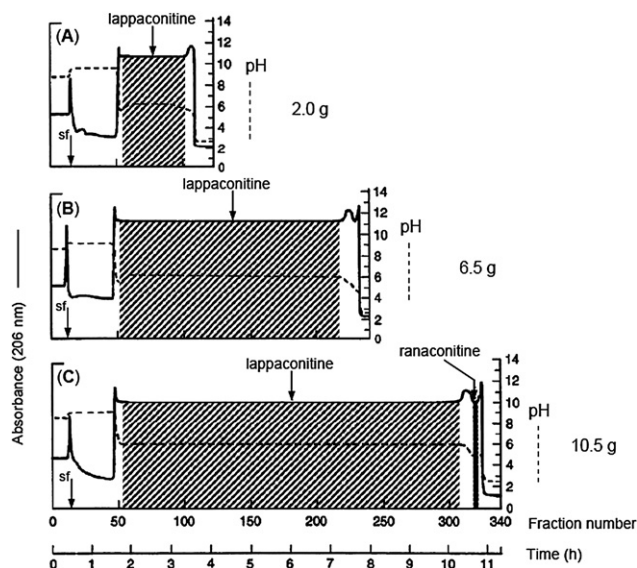 lappaconitine
(A)
14
12
10
8
6
4
2
0
pH
2.0 g
sf
lappaconitine
(B)
14
12
10
8
6
4
2
0
pH
6.5 g
sf
Absorbance (206 nm)
lappaconitine
ranaconitine
(C)
14
12
10
8
6
4
2
0
pH
10.5 g
sf
0 50 100 150 200 250 300 340 Fraction number
0 1 2 3 4 5 6 7 8 9 10 11 Time (h)